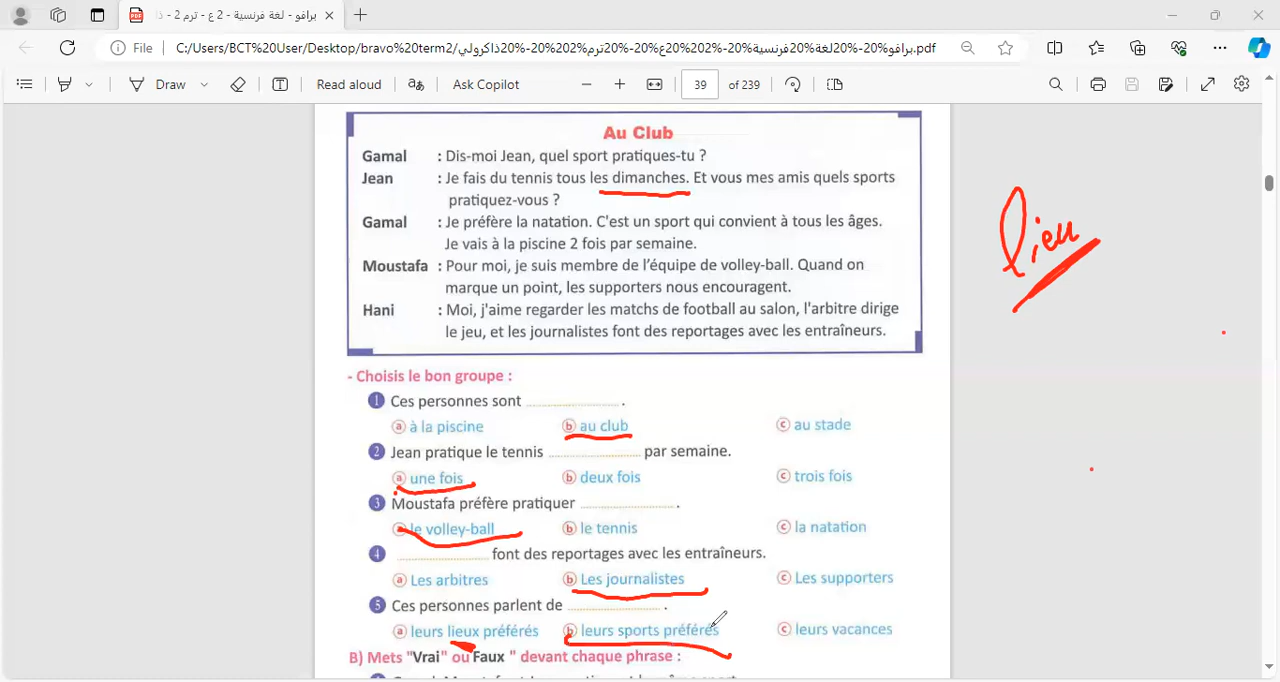 برافو - لغة فرنسية - 2 ع - ترم 2 - ذا
File C:/Users/BCT%20User/Desktop/bravo%20term2/برافو%20-%20لغة%20فرنسية%20-%202%20ع%20-%20ترم%202%20-%20ذاكرولي.pdf
Draw Read aloud aあ Ask Copilot 39 of 239
Au Club
Gamal : Dis-moi Jean, quel sport pratiques-tu ?
Jean : Je fais du tennis tous les dimanches. Et vous mes amis quels sports
pratiquez-vous ?
Gamal : Je préfère la natation. C'est un sport qui convient à tous les âges.
Je vais à la piscine 2 fois par semaine.
Moustafa : Pour moi, je suis membre de l'équipe de volley-ball. Quand on
marque un point, les supporters nous encouragent.
Hani : Moi, j'aime regarder les matchs de football au salon, l'arbitre dirige
le jeu, et les journalistes font des reportages avec les entraîneurs.
lieu
- Choisis le bon groupe :
1 Ces personnes sont .................... .
a à la piscine b au club c au stade
2 Jean pratique le tennis .................... par semaine.
a une fois b deux fois c trois fois
3 Moustafa préfère pratiquer .................... .
a le volley-ball b le tennis c la natation
4 .................... font des reportages avec les entraîneurs.
a Les arbitres b Les journalistes c Les supporters
5 Ces personnes parlent de .................... .
a leurs lieux préférés b leurs sports préférés c leurs vacances
B) Mets "Vrai" ou Faux " devant chaque phrase :